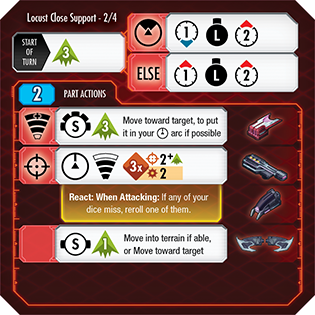 Locust Close Support - 2/4
START
OF
TURN
3
1 L 2
ELSE 1 L 2
2 PART ACTIONS
S 3 Move toward target, to put
it in your arc if possible
3x 2+
2
React: When Attacking: If any of your
dice miss, reroll one of them.
S 1 Move into terrain if able,
or Move toward target